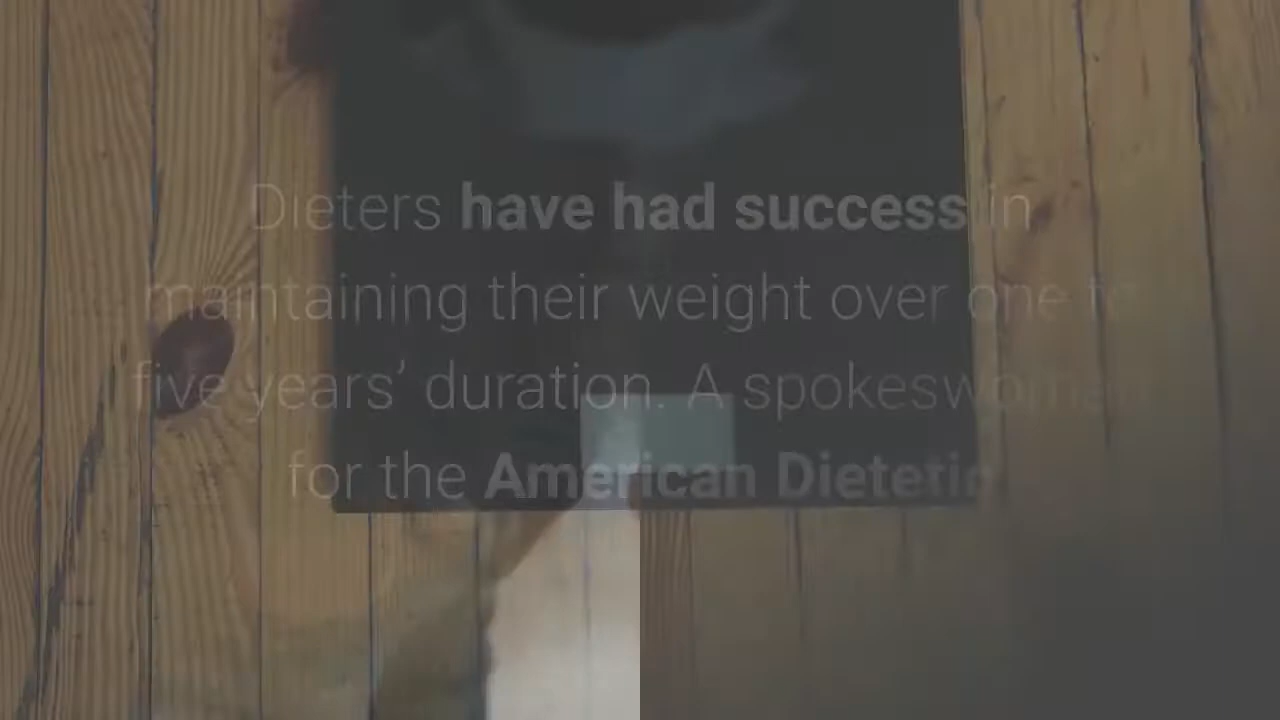 Dieters have had success in
maintaining their weight over one to
five years’ duration. A spokeswoman
for the American Dietetic